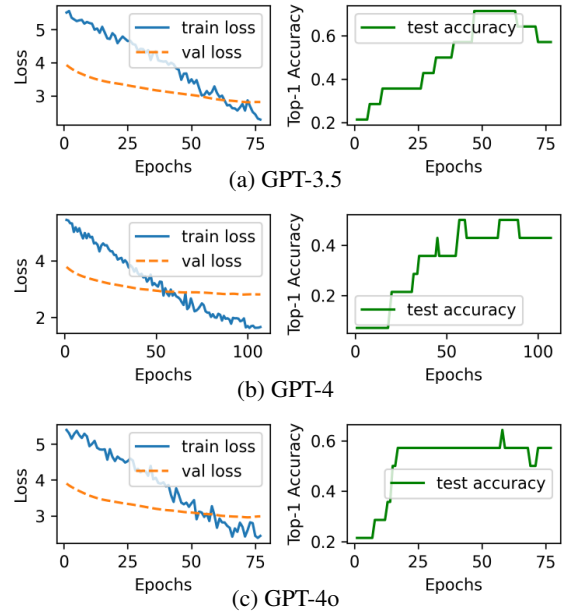 5
4
3
Loss
train loss
val loss
0 25 50 75
Epochs
0.6
0.4
0.2
Top-1 Accuracy
test accuracy
0 25 50 75
Epochs
(a) GPT-3.5
4
2
Loss
train loss
val loss
0 50 100
Epochs
0.4
0.2
Top-1 Accuracy
test accuracy
0 50 100
Epochs
(b) GPT-4
5
4
3
Loss
train loss
val loss
0 25 50 75
Epochs
0.6
0.4
0.2
Top-1 Accuracy
test accuracy
0 25 50 75
Epochs
(c) GPT-4o